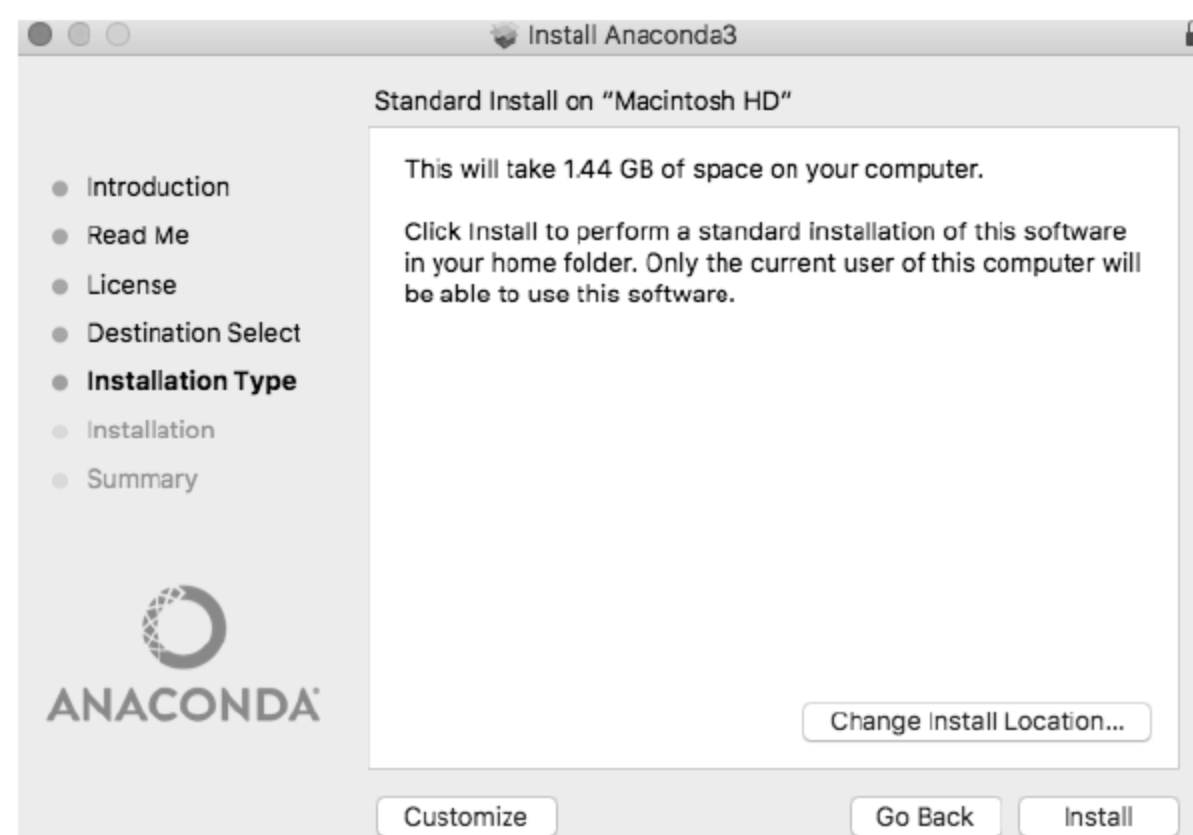 Install Anaconda3
Standard Install on “Macintosh HD”
Introduction
Read Me
License
Destination Select
Installation Type
Installation
Summary
This will take 1.44 GB of space on your computer.
Click Install to perform a standard installation of this software
in your home folder. Only the current user of this computer will
be able to use this software.
ANACONDA
Change Install Location...
Customize
Go Back
Install